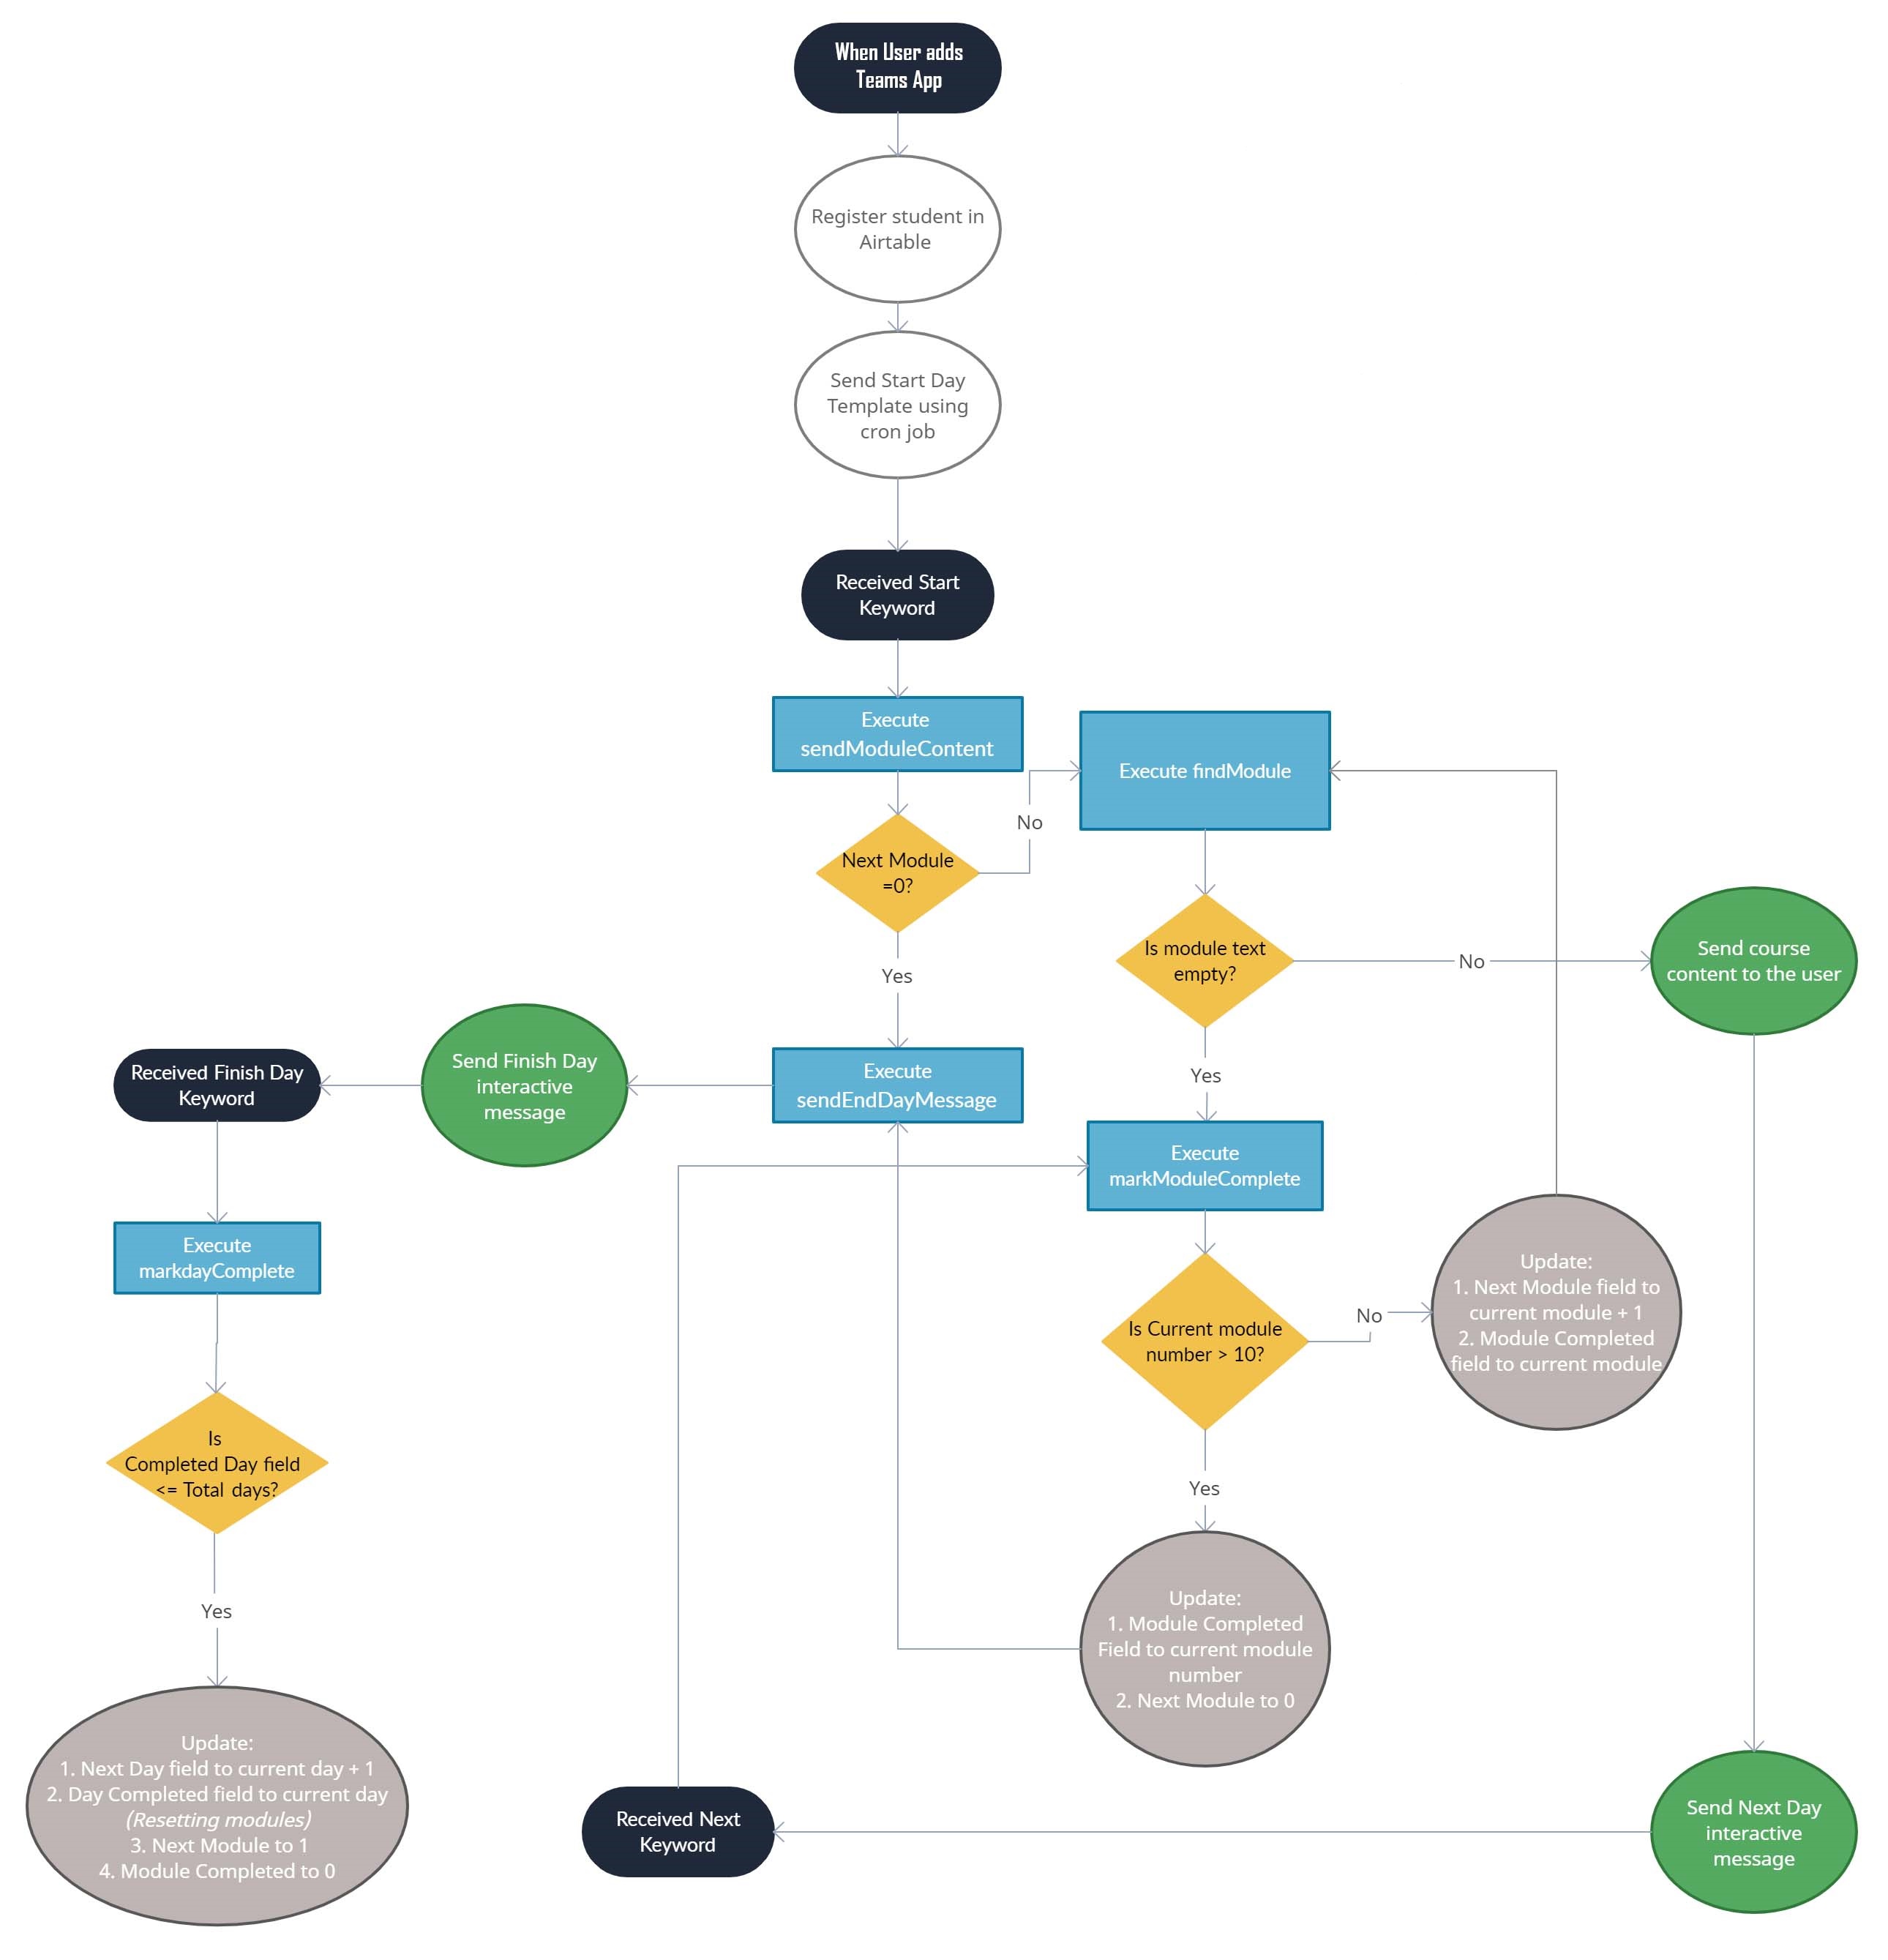 When User adds
Teams App
Register student in
Airtable
Send Start Day
Template using
cron job
Received Start
Keyword
Execute
sendModuleContent
Execute findModule
No
Next Module
=0?
Is module text
empty?
No
Send course
content to the user
Yes
Received Finish Day
Keyword
Send Finish Day
interactive
message
Execute
sendEndDayMessage
Yes
Execute
markModuleComplete
Execute
markdayComplete
Is Current module
number > 10?
No
Update:
1. Next Module field to
current module + 1
2. Module Completed
field to current module
Is
Completed Day field
<= Total days?
Yes
Yes
Update:
1. Module Completed
Field to current module
number
2. Next Module to 0
Update:
1. Next Day field to current day + 1
2. Day Completed field to current day
(Resetting modules)
3. Next Module to 1
4. Module Completed to 0
Received Next
Keyword
Send Next Day
interactive
message